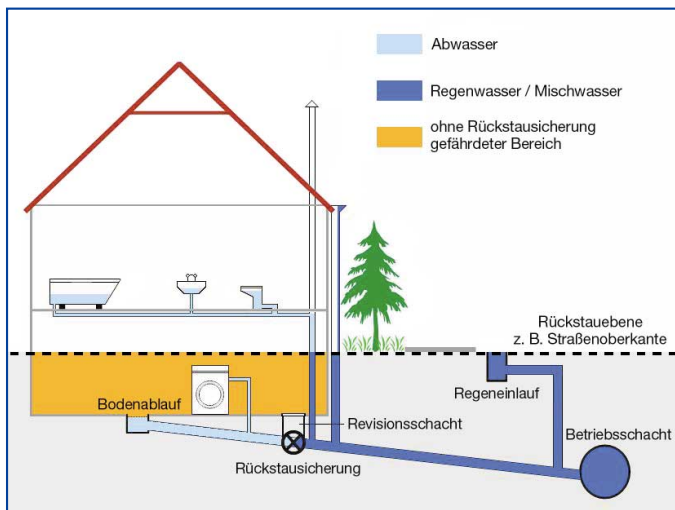 Abwasser
Regenwasser / Mischwasser
ohne Rückstausicherung
gefährdeter Bereich
Rückstauebene
z. B. Straßenoberkante
Bodenablauf
Regeneinlauf
Revisionsschacht
Betriebsschacht
Rückstausicherung